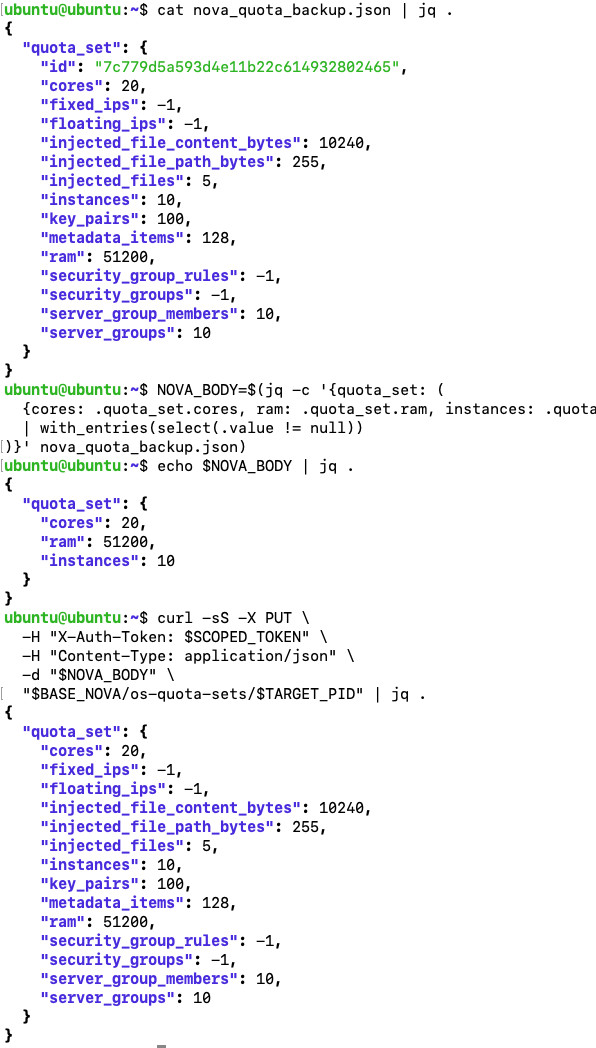 [ubuntu@ubuntu:~$ cat nova_quota_backup.json | jq .
{
  "quota_set": {
    "id": "7c779d5a593d4e11b22c614932802465",
    "cores": 20,
    "fixed_ips": -1,
    "floating_ips": -1,
    "injected_file_content_bytes": 10240,
    "injected_file_path_bytes": 255,
    "injected_files": 5,
    "instances": 10,
    "key_pairs": 100,
    "metadata_items": 128,
    "ram": 51200,
    "security_group_rules": -1,
    "security_groups": -1,
    "server_group_members": 10,
    "server_groups": 10
  }
}
ubuntu@ubuntu:~$ NOVA_BODY=$(jq -c '{quota_set: (
  {cores: .quota_set.cores, ram: .quota_set.ram, instances: .quota
  | with_entries(select(.value != null))
[)}' nova_quota_backup.json)
[ubuntu@ubuntu:~$ echo $NOVA_BODY | jq .
{
  "quota_set": {
    "cores": 20,
    "ram": 51200,
    "instances": 10
  }
}
ubuntu@ubuntu:~$ curl -sS -X PUT \
  -H "X-Auth-Token: $SCOPED_TOKEN" \
  -H "Content-Type: application/json" \
  -d "$NOVA_BODY" \
[  "$BASE_NOVA/os-quota-sets/$TARGET_PID" | jq .
{
  "quota_set": {
    "cores": 20,
    "fixed_ips": -1,
    "floating_ips": -1,
    "injected_file_content_bytes": 10240,
    "injected_file_path_bytes": 255,
    "injected_files": 5,
    "instances": 10,
    "key_pairs": 100,
    "metadata_items": 128,
    "ram": 51200,
    "security_group_rules": -1,
    "security_groups": -1,
    "server_group_members": 10,
    "server_groups": 10
  }
}